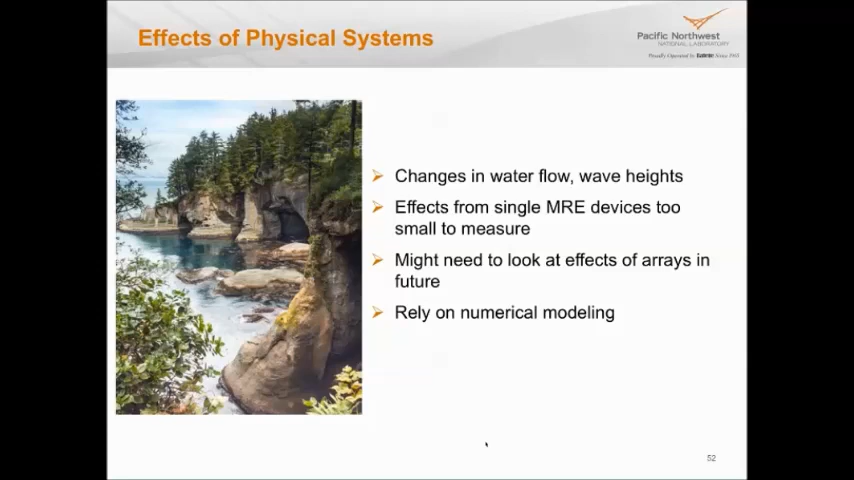 Effects of Physical Systems
Pacific Northwest
NATIONAL LABORATORY
Proudly Operated by Battelle Since 1965
Changes in water flow, wave heights
Effects from single MRE devices too
small to measure
Might need to look at effects of arrays in
future
Rely on numerical modeling
52